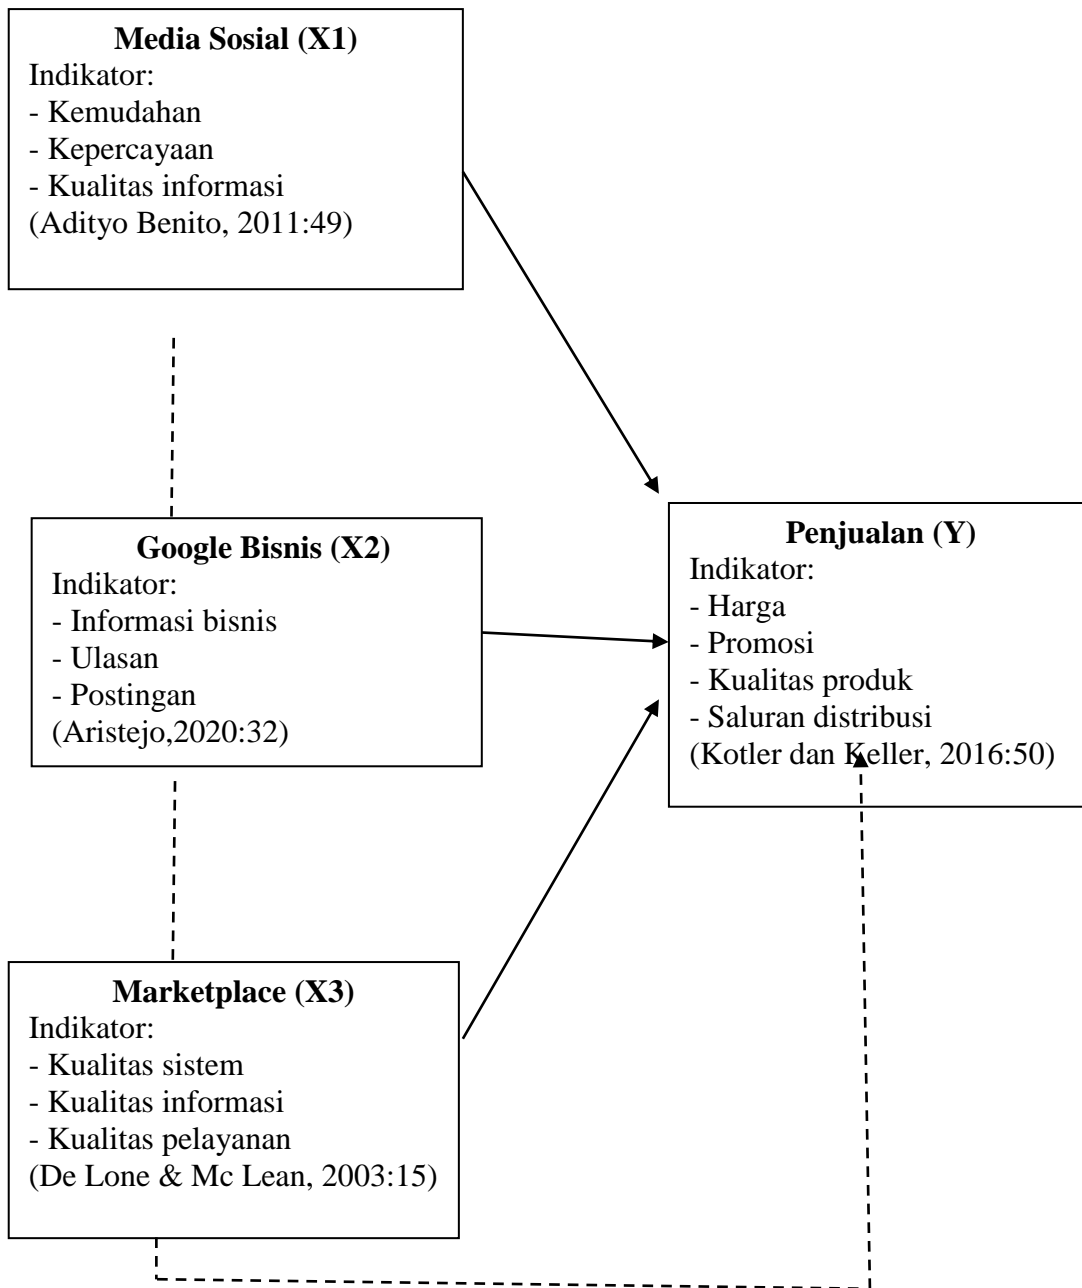 Media Sosial (X1)
Indikator:
- Kemudahan
- Kepercayaan
- Kualitas informasi
(Adityo Benito, 2011:49)
Google Bisnis (X2)
Indikator:
- Informasi bisnis
- Ulasan
- Postingan
(Aristejo,2020:32)
Penjualan (Y)
Indikator:
- Harga
- Promosi
- Kualitas produk
- Saluran distribusi
(Kotler dan Keller, 2016:50)
Marketplace (X3)
Indikator:
- Kualitas sistem
- Kualitas informasi
- Kualitas pelayanan
(De Lone & Mc Lean, 2003:15)